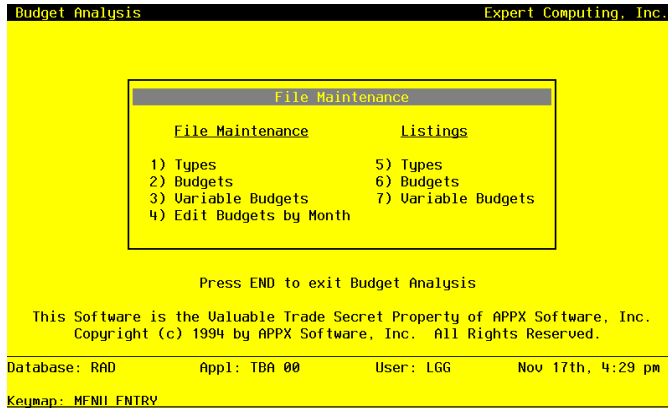 Budget Analysis Expert Computing, Inc.
File Maintenance
File Maintenance Listings
1) Types 5) Types
2) Budgets 6) Budgets
3) Variable Budgets 7) Variable Budgets
4) Edit Budgets by Month
Press END to exit Budget Analysis
This Software is the Valuable Trade Secret Property of APPX Software, Inc.
Copyright (c) 1994 by APPX Software, Inc. All Rights Reserved.
Database: RAD Appl: TBA 00 User: LGG Nov 17th, 4:29 pm
Keymap: MENU ENTRY